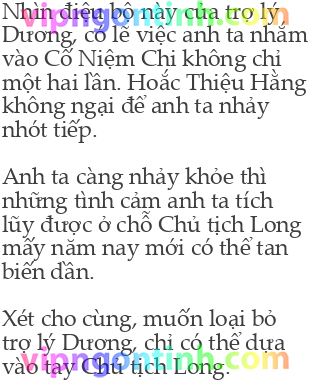 Nhìn điệu bộ này của trợ lý
Dương, có lẽ việc anh ta nhằm
vào Cố Niệm Chi không chỉ
một hai lần. Hoắc Thiệu Hằng
không ngại để anh ta nhảy
nhót tiếp.
Anh ta càng nhảy khỏe thì
những tình cảm anh ta tích
lũy được ở chỗ Chủ tịch Long
mấy năm nay mới có thể tan
biến dần.
Xét cho cùng, muốn loại bỏ
trợ lý Dương, chỉ có thể dựa
vào tay Chủ tịch Long.
vipngontinh.com
vipngontinh.com